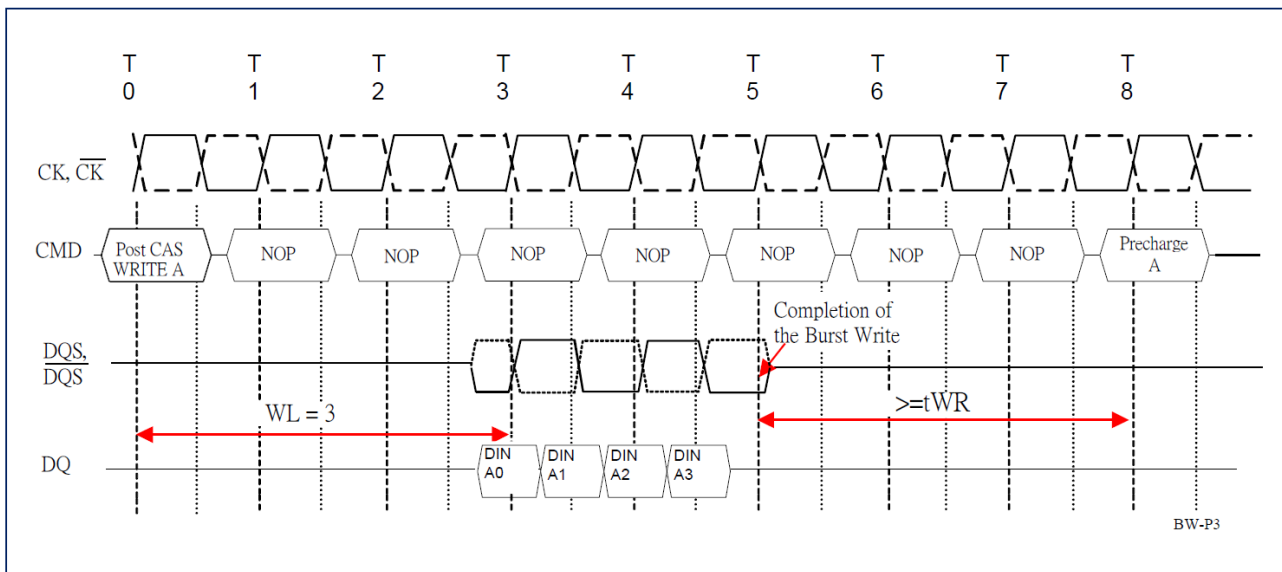 T T T T T T T T T
0 1 2 3 4 5 6 7 8
CK, CK
CMD
Post CAS
WRITE A
NOP
NOP
NOP
NOP
NOP
NOP
NOP
Precharge
A
Completion of
the Burst Write
DQS,
DQS
WL = 3
>=tWR
DQ
DIN
A0
DIN
A1
DIN
A2
DIN
A3
BW-P3